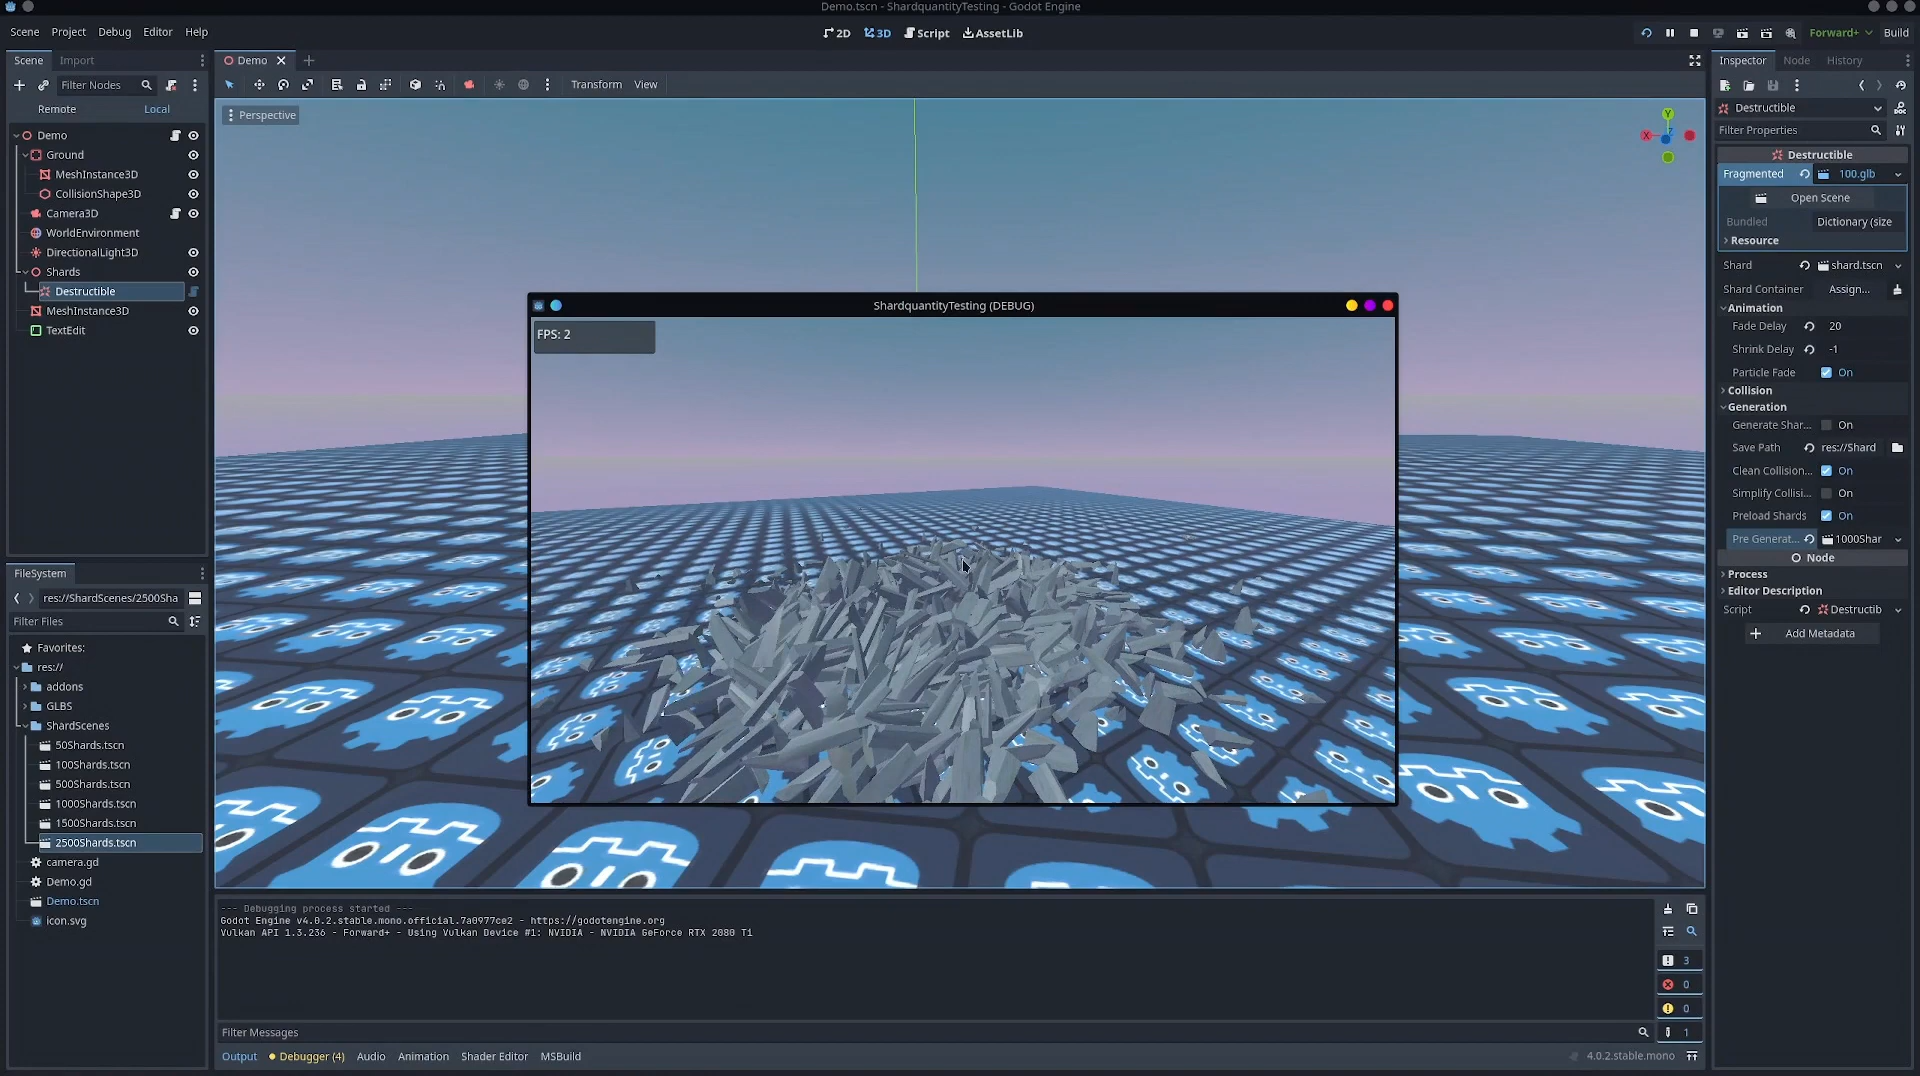 Demo.tscn - ShardquantityTesting - Godot Engine
Scene Project Debug Editor Help
2D 3D Script AssetLib
Forward+ Build
Scene Import
Filter Nodes
Remote Local
Demo
Ground
MeshInstance3D
CollisionShape3D
Camera3D
WorldEnvironment
DirectionalLight3D
Shards
Destructible
MeshInstance3D
TextEdit
FileSystem
res://ShardScenes/2500Sha
Filter Files
Favorites:
res://
addons
GLBS
ShardScenes
50Shards.tscn
100Shards.tscn
500Shards.tscn
1000Shards.tscn
1500Shards.tscn
2500Shards.tscn
camera.gd
Demo.gd
Demo.tscn
icon.svg
Demo
Transform View
Perspective
Y
X
Z
ShardquantityTesting (DEBUG)
FPS: 2
--- Debugging process started ---
Godot Engine v4.0.2.stable.mono.official.7a0977ce2 - https://godotengine.org
Vulkan API 1.3.236 - Forward+ - Using Vulkan Device #1: NVIDIA - NVIDIA GeForce RTX 2080 Ti
3
0
0
1
Filter Messages
Output Debugger (4) Audio Animation Shader Editor MSBuild
4.0.2.stable.mono
Inspector Node History
Destructible
Filter Properties
Destructible
Fragmented 100.glb
Open Scene
Bundled Dictionary (size
Resource
Shard shard.tscn
Shard Container Assign...
Animation
Fade Delay 20
Shrink Delay -1
Particle Fade On
Collision
Generation
Generate Shar... On
Save Path res://Shard
Clean Collision... On
Simplify Collisi... On
Preload Shards On
Pre Generat... 1000Shar
Node
Process
Editor Description
Script Destructib
Add Metadata